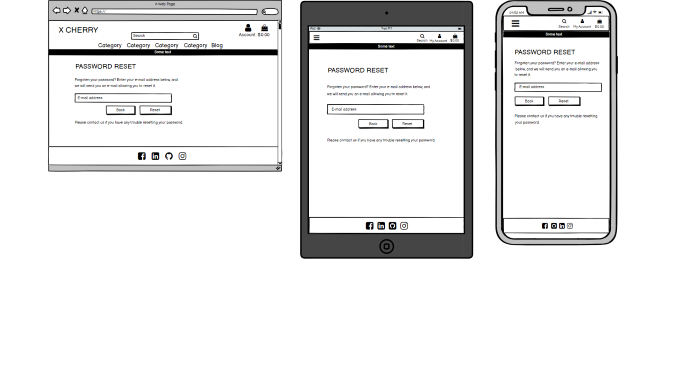 A Web Page
https://
X CHERRY
Search
Account $0.00
Category Category Category Category Blog
Some text
PASSWORD RESET
Forgotten your password? Enter your e-mail address below, and
we will send you an e-mail allowing you to reset it.
E-mail address
Back Reset
Please contact us if you have any trouble resetting your password.
Search My Account $0.00
Some text
PASSWORD RESET
Forgotten your password? Enter your e-mail address below, and
we will send you an e-mail allowing you to reset it.
E-mail address
Back Reset
Please contact us if you have any trouble resetting your password.
Search My Account $0.00
Some text
PASSWORD RESET
Forgotten your password? Enter your e-mail address
below, and we will send you an e-mail allowing you
to reset it.
E-mail address
Back Reset
Please contact us if you have any trouble resetting
your password.